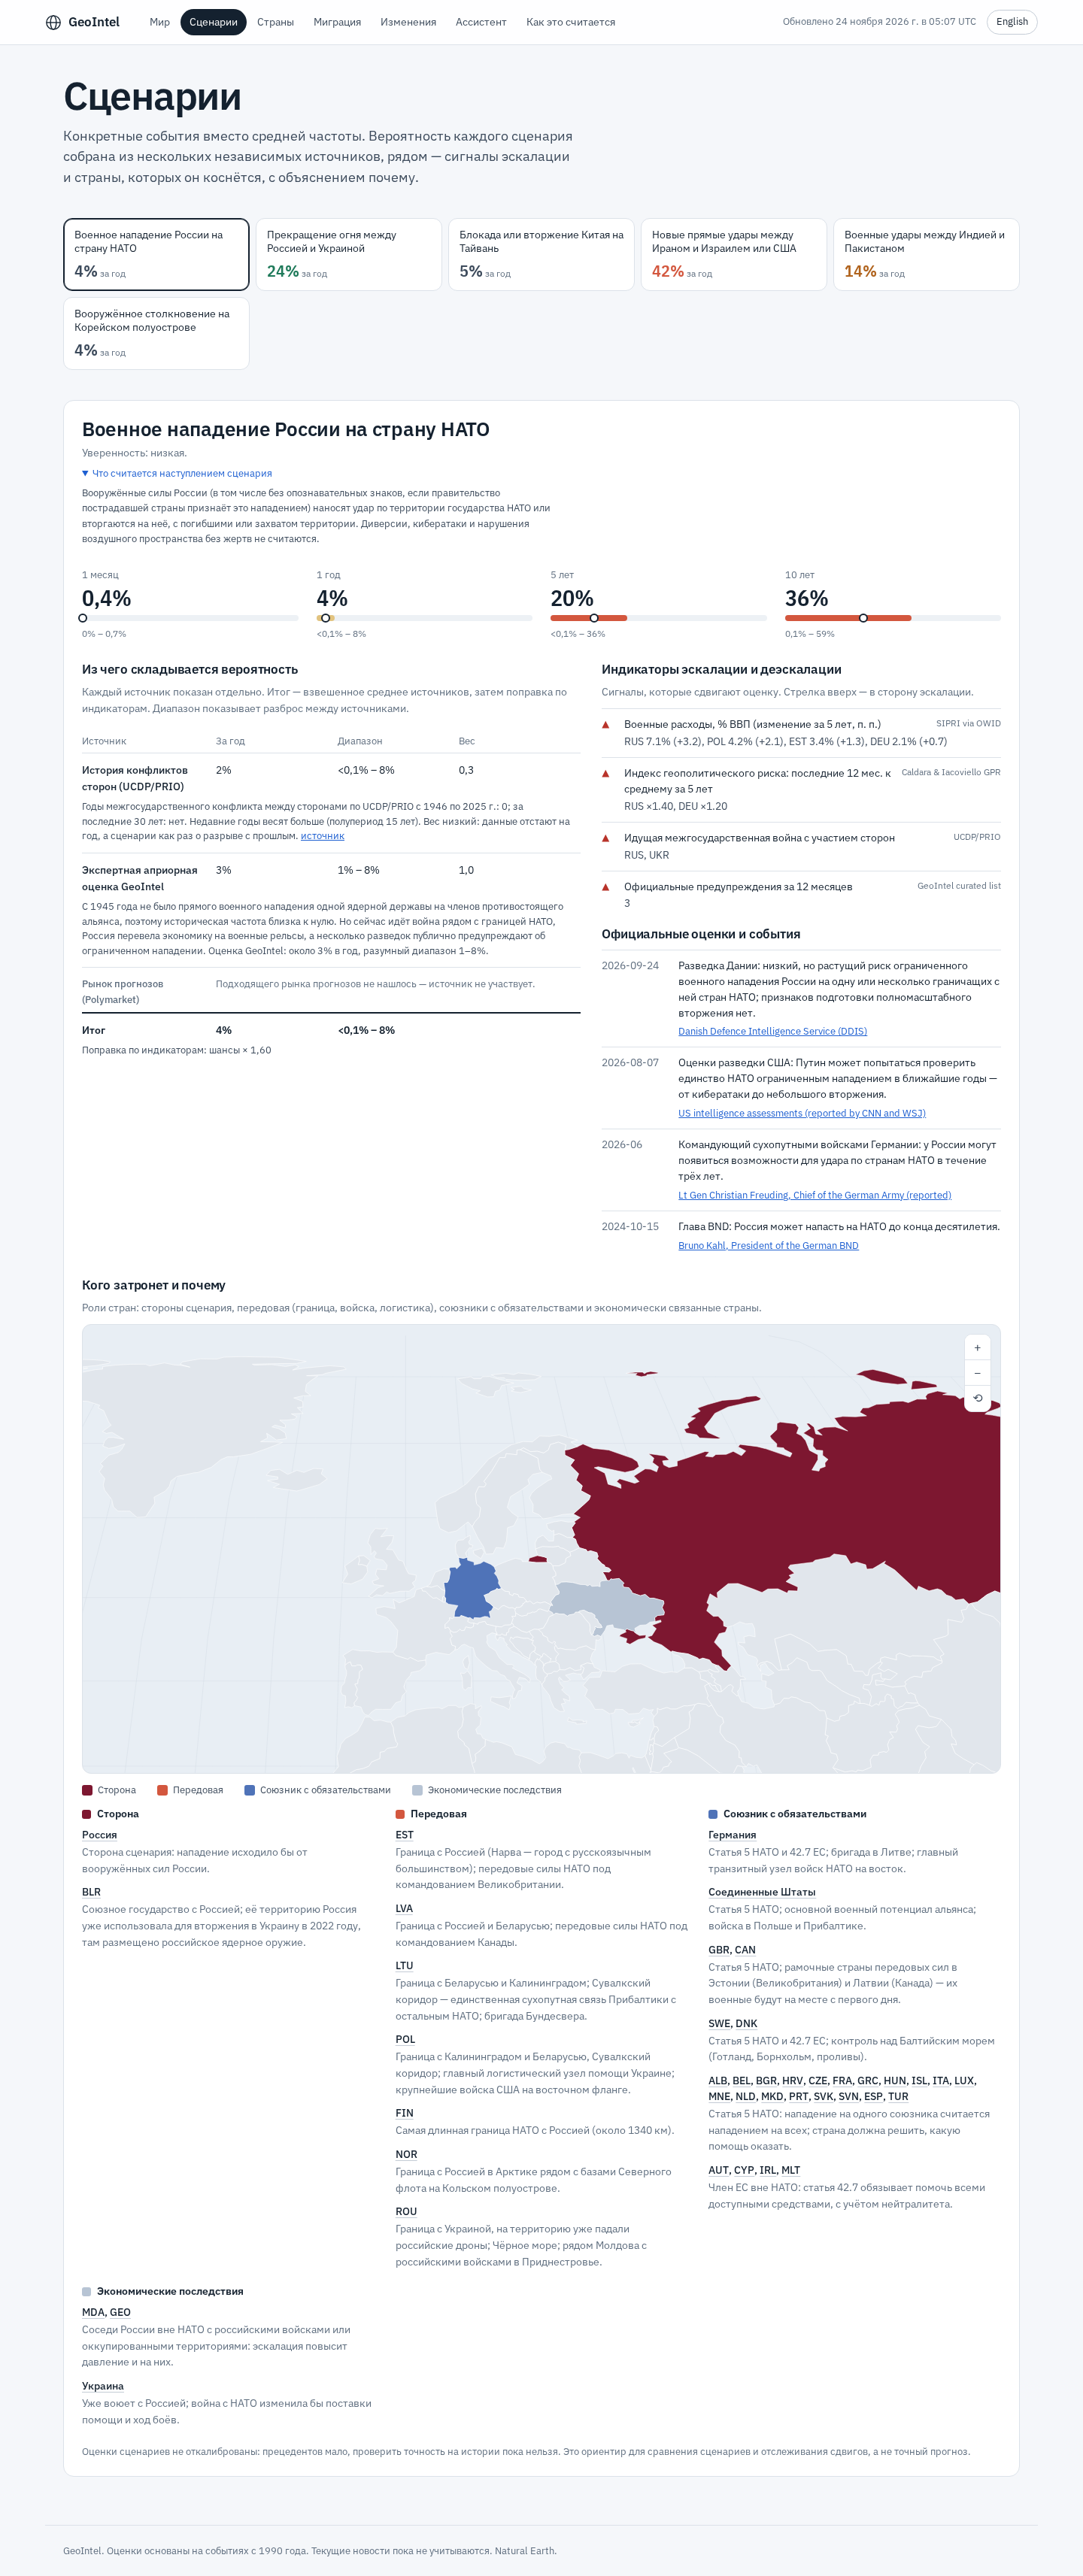 GeoIntel
Мир
Сценарии
Страны
Миграция
Изменения
Ассистент
Как это считается
Обновлено 24 ноября 2026 г. в 05:07 UTC
English
Сценарии
Конкретные события вместо средней частоты. Вероятность каждого сценария
собрана из нескольких независимых источников, рядом — сигналы эскалации
и страны, которых он коснётся, с объяснением почему.
Военное нападение России на
страну НАТО
4% за год
Прекращение огня между
Россией и Украиной
24% за год
Блокада или вторжение Китая на
Тайвань
5% за год
Новые прямые удары между
Ираном и Израилем или США
42% за год
Военные удары между Индией и
Пакистаном
14% за год
Вооружённое столкновение на
Корейском полуострове
4% за год
Военное нападение России на страну НАТО
Уверенность: низкая.
▼ Что считается наступлением сценария
Вооружённые силы России (в том числе без опознавательных знаков, если правительство
пострадавшей страны признаёт это нападением) наносят удар по территории государства НАТО или
вторгаются на неё, с погибшими или захватом территории. Диверсии, кибератаки и нарушения
воздушного пространства без жертв не считаются.
1 месяц
0,4%
0% – 0,7%
1 год
4%
<0,1% – 8%
5 лет
20%
<0,1% – 36%
10 лет
36%
0,1% – 59%
Из чего складывается вероятность
Каждый источник показан отдельно. Итог — взвешенное среднее источников, затем поправка по
индикаторам. Диапазон показывает разброс между источниками.
Источник За год Диапазон Вес
История конфликтов
сторон (UCDP/PRIO)
2% <0,1% – 8% 0,3
Годы межгосударственного конфликта между сторонами по UCDP/PRIO с 1946 по 2025 г.: 0; за
последние 30 лет: нет. Недавние годы весят больше (полупериод 15 лет). Вес низкий: данные отстают на
год, а сценарии как раз о разрыве с прошлым. источник
Экспертная априорная
оценка GeoIntel
3% 1% – 8% 1,0
С 1945 года не было прямого военного нападения одной ядерной державы на членов противостоящего
альянса, поэтому историческая частота близка к нулю. Но сейчас идёт война рядом с границей НАТО,
Россия перевела экономику на военные рельсы, а несколько разведок публично предупреждают об
ограниченном нападении. Оценка GeoIntel: около 3% в год, разумный диапазон 1–8%.
Рынок прогнозов
(Polymarket)
Подходящего рынка прогнозов не нашлось — источник не участвует.
Итог 4% <0,1% – 8%
Поправка по индикаторам: шансы × 1,60
Индикаторы эскалации и деэскалации
Сигналы, которые сдвигают оценку. Стрелка вверх — в сторону эскалации.
▲ Военные расходы, % ВВП (изменение за 5 лет, п. п.) SIPRI via OWID
RUS 7.1% (+3.2), POL 4.2% (+2.1), EST 3.4% (+1.3), DEU 2.1% (+0.7)
▲ Индекс геополитического риска: последние 12 мес. к Caldara & Iacoviello GPR
среднему за 5 лет
RUS ×1.40, DEU ×1.20
▲ Идущая межгосударственная война с участием сторон UCDP/PRIO
RUS, UKR
▲ Официальные предупреждения за 12 месяцев GeoIntel curated list
3
Официальные оценки и события
2026-09-24 Разведка Дании: низкий, но растущий риск ограниченного
военного нападения России на одну или несколько граничащих с
ней стран НАТО; признаков подготовки полномасштабного
вторжения нет.
Danish Defence Intelligence Service (DDIS)
2026-08-07 Оценки разведки США: Путин может попытаться проверить
единство НАТО ограниченным нападением в ближайшие годы —
от кибератаки до небольшого вторжения.
US intelligence assessments (reported by CNN and WSJ)
2026-06 Командующий сухопутными войсками Германии: у России могут
появиться возможности для удара по странам НАТО в течение
трёх лет.
Lt Gen Christian Freuding, Chief of the German Army (reported)
2024-10-15 Глава BND: Россия может напасть на НАТО до конца десятилетия.
Bruno Kahl, President of the German BND
Кого затронет и почему
Роли стран: стороны сценария, передовая (граница, войска, логистика), союзники с обязательствами и экономически связанные страны.
+
−
⟲
Сторона Передовая Союзник с обязательствами Экономические последствия
Сторона
Россия
Сторона сценария: нападение исходило бы от
вооружённых сил России.
BLR
Союзное государство с Россией; её территорию Россия
уже использовала для вторжения в Украину в 2022 году,
там размещено российское ядерное оружие.
Передовая
EST
Граница с Россией (Нарва — город с русскоязычным
большинством); передовые силы НАТО под
командованием Великобритании.
LVA
Граница с Россией и Беларусью; передовые силы НАТО под
командованием Канады.
LTU
Граница с Беларусью и Калининградом; Сувалкский
коридор — единственная сухопутная связь Прибалтики с
остальным НАТО; бригада Бундесвера.
POL
Граница с Калининградом и Беларусью, Сувалкский
коридор; главный логистический узел помощи Украине;
крупнейшие войска США на восточном фланге.
FIN
Самая длинная граница НАТО с Россией (около 1340 км).
NOR
Граница с Россией в Арктике рядом с базами Северного
флота на Кольском полуострове.
ROU
Граница с Украиной, на территорию уже падали
российские дроны; Чёрное море; рядом Молдова с
российскими войсками в Приднестровье.
Союзник с обязательствами
Германия
Статья 5 НАТО и 42.7 ЕС; бригада в Литве; главный
транзитный узел войск НАТО на восток.
Соединенные Штаты
Статья 5 НАТО; основной военный потенциал альянса;
войска в Польше и Прибалтике.
GBR, CAN
Статья 5 НАТО; рамочные страны передовых сил в
Эстонии (Великобритания) и Латвии (Канада) — их
военные будут на месте с первого дня.
SWE, DNK
Статья 5 НАТО и 42.7 ЕС; контроль над Балтийским морем
(Готланд, Борнхольм, проливы).
ALB, BEL, BGR, HRV, CZE, FRA, GRC, HUN, ISL, ITA, LUX,
MNE, NLD, MKD, PRT, SVK, SVN, ESP, TUR
Статья 5 НАТО: нападение на одного союзника считается
нападением на всех; страна должна решить, какую
помощь оказать.
AUT, CYP, IRL, MLT
Член ЕС вне НАТО: статья 42.7 обязывает помочь всеми
доступными средствами, с учётом нейтралитета.
Экономические последствия
MDA, GEO
Соседи России вне НАТО с российскими войсками или
оккупированными территориями: эскалация повысит
давление и на них.
Украина
Уже воюет с Россией; война с НАТО изменила бы поставки
помощи и ход боёв.
Оценки сценариев не откалиброваны: прецедентов мало, проверить точность на истории пока нельзя. Это ориентир для сравнения сценариев и отслеживания сдвигов, а не точный прогноз.
GeoIntel. Оценки основаны на событиях с 1990 года. Текущие новости пока не учитываются. Natural Earth.